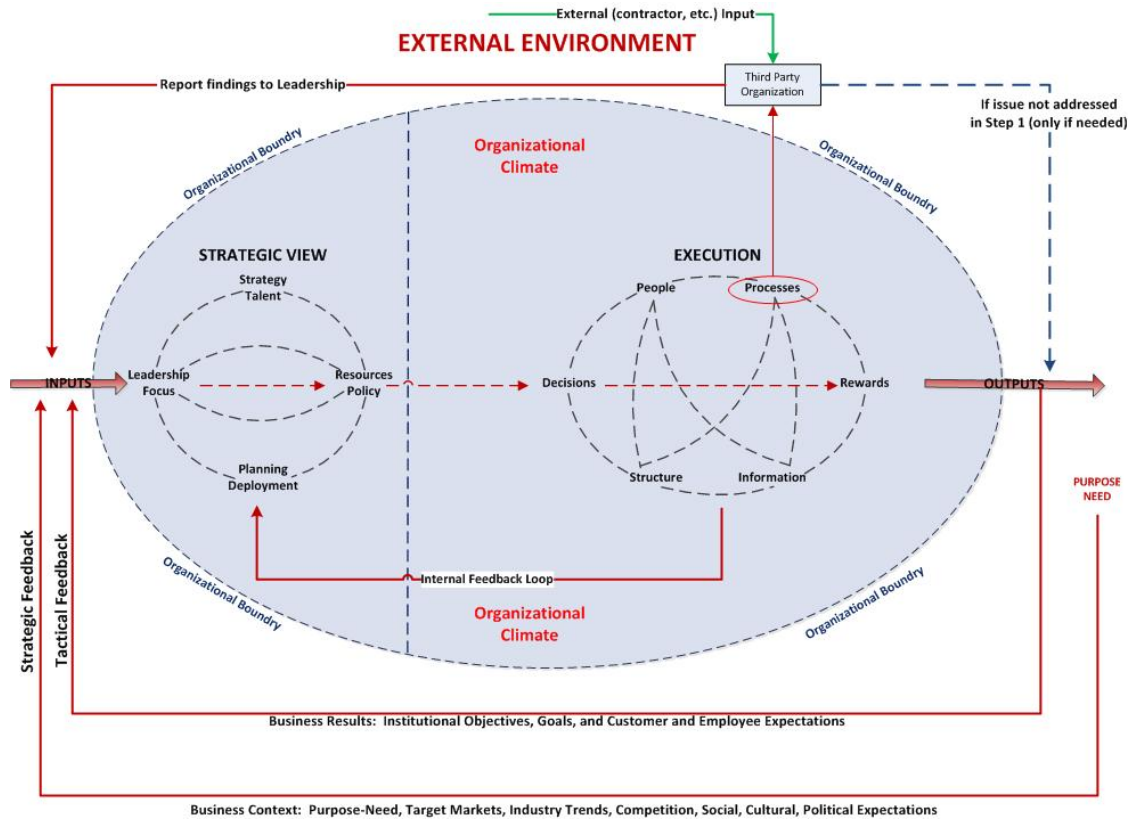 External (contractor, etc.) Input
EXTERNAL ENVIRONMENT
Third Party
Organization
Report findings to Leadership
If issue not addressed
in Step 1 (only if needed)
Organizational Boundry
Organizational
Climate
Organizational Boundry
STRATEGIC VIEW
Strategy
Talent
EXECUTION
People
Processes
INPUTS
Leadership
Focus
Resources
Policy
Decisions
Rewards
OUTPUTS
Planning
Deployment
Structure
Information
PURPOSE
NEED
Strategic Feedback
Tactical Feedback
Internal Feedback Loop
Organizational Boundry
Organizational
Climate
Organizational Boundry
Business Results: Institutional Objectives, Goals, and Customer and Employee Expectations
Business Context: Purpose-Need, Target Markets, Industry Trends, Competition, Social, Cultural, Political Expectations